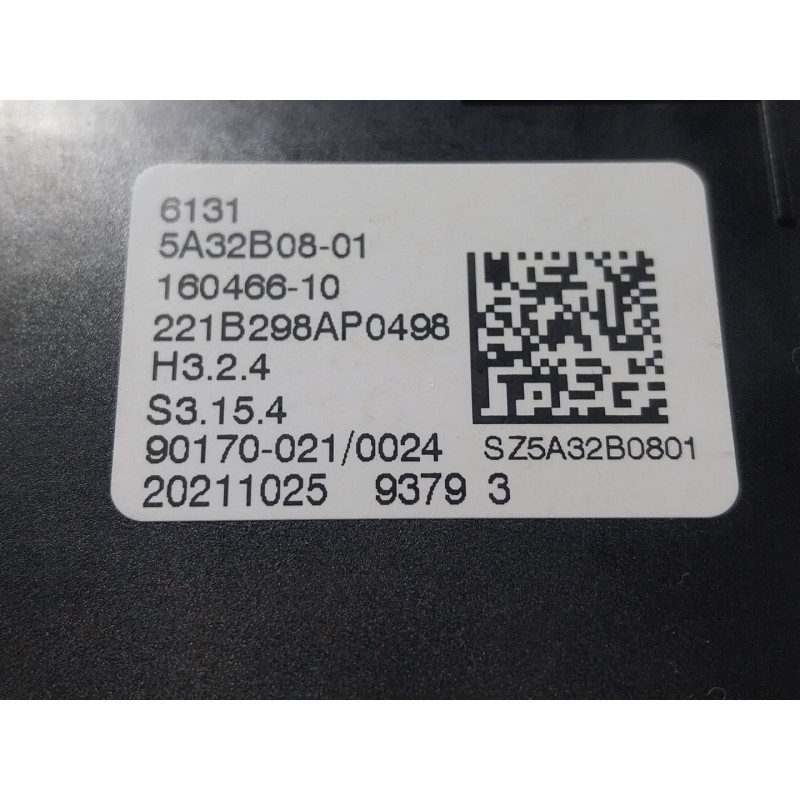 6131
5A32B08-01
160466-10
221B298AP0498
H3.2.4
S3.15.4
90170-021/0024
SZ5A32B0801
20211025 9379 3